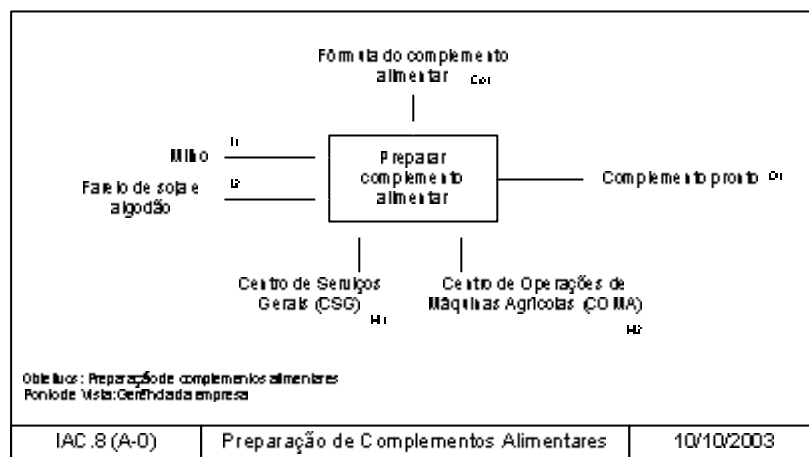 Fórmula do complemento
alimentar Co1
Milho I1
Preparar
complemento
alimentar
Complemento pronto O1
Farelo de soja e I2
algodão
Centro de Serviços
Gerais (CSG)
M1
Centro de Operações de
Máquinas Agrícolas (COMA)
M2
Objetivos: Preparação de complementos alimentares
Ponto de Vista: Gerência da empresa
IAC.8 (A-0)
Preparação de Complementos Alimentares
10/10/2003